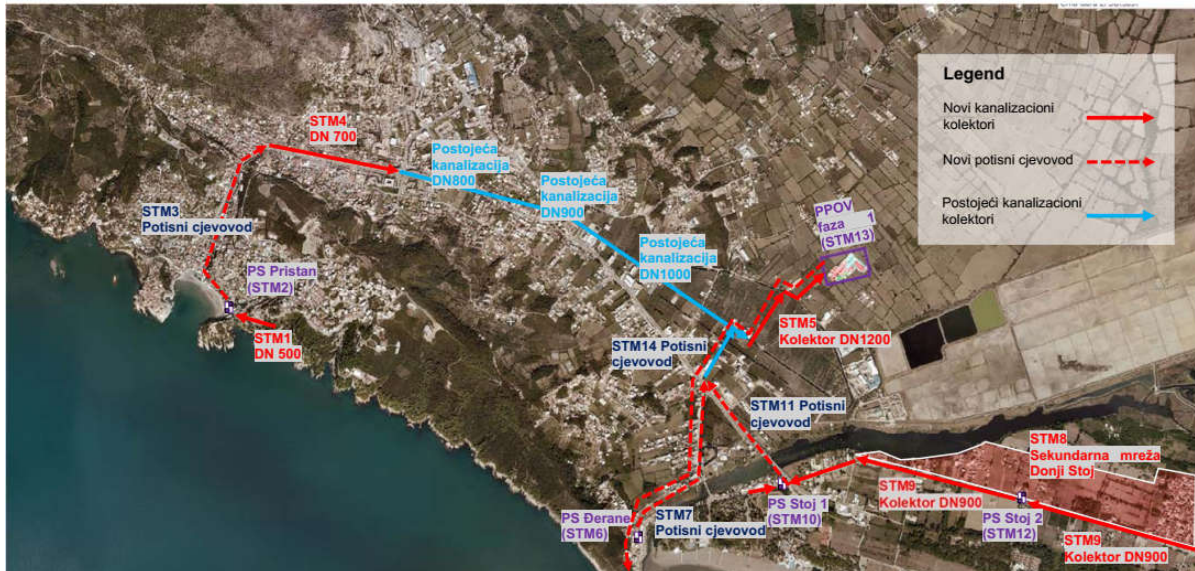 Legend
Novi kanalizacioni
kolektori
Novi potisni cjevovod
Postojeći kanalizacioni
kolektori
STM4
DN 700
Postojeća
kanalizacija
DN800
Postojeća
kanalizacija
DN900
STM3
Potisni cjevovod
PPOV
faza 1
(STM13)
Postojeća
kanalizacija
DN1000
PS Pristan
(STM2)
STM1
DN 500
STM5
Kolektor DN1200
STM14 Potisni
cjevovod
STM11 Potisni
cjevovod
STM8
Sekundarna mreža
Donji Stoj
STM9
Kolektor DN900
PS Đerane
(STM6)
STM7
Potisni cjevovod
PS Stoj 1
(STM10)
PS Stoj 2
(STM12)
STM9
Kolektor DN900